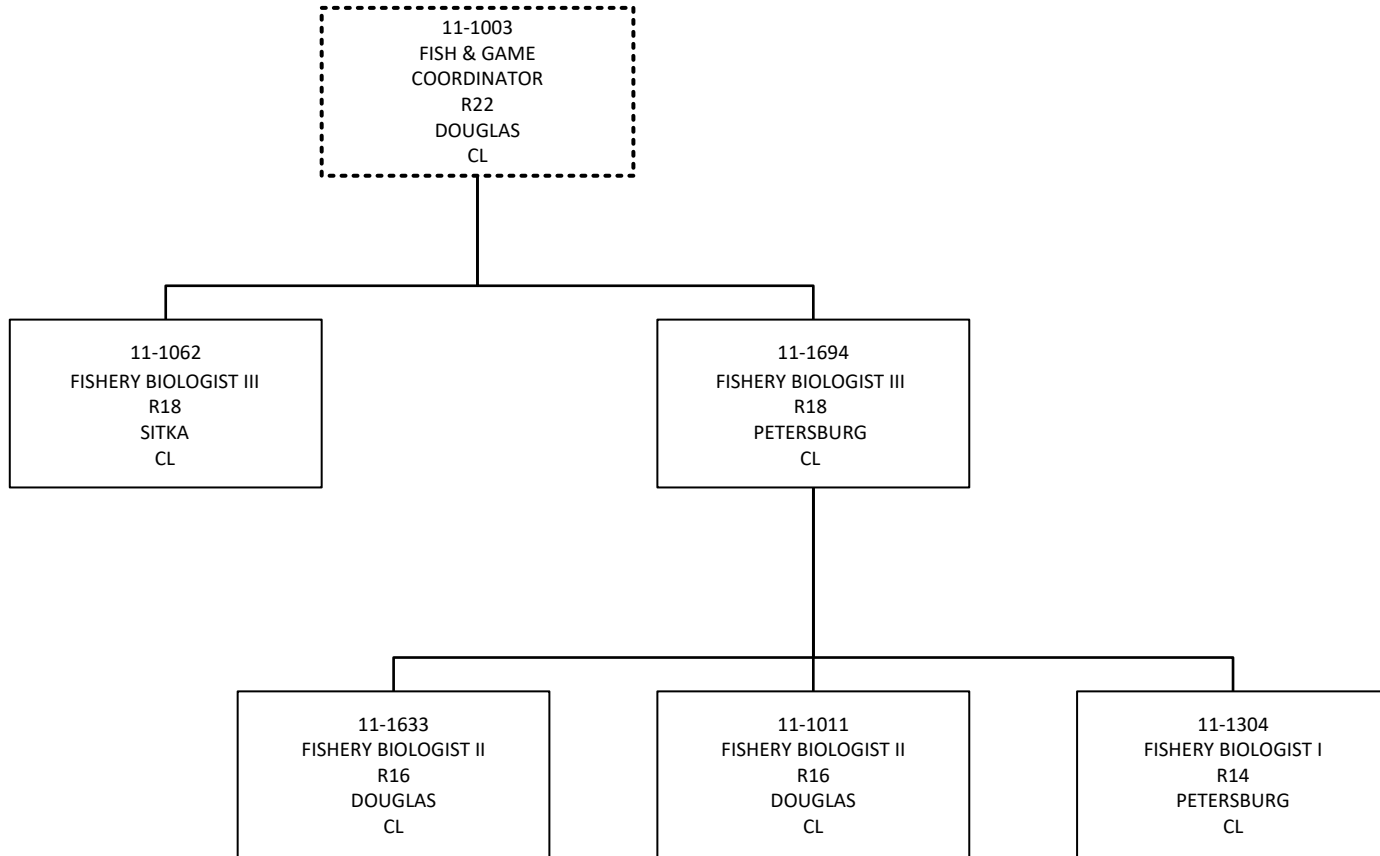 11-1003
FISH & GAME
COORDINATOR
R22
DOUGLAS
CL
11-1062
FISHERY BIOLOGIST III
R18
SITKA
CL
11-1694
FISHERY BIOLOGIST III
R18
PETERSBURG
CL
11-1633
FISHERY BIOLOGIST II
R16
DOUGLAS
CL
11-1011
FISHERY BIOLOGIST II
R16
DOUGLAS
CL
11-1304
FISHERY BIOLOGIST I
R14
PETERSBURG
CL